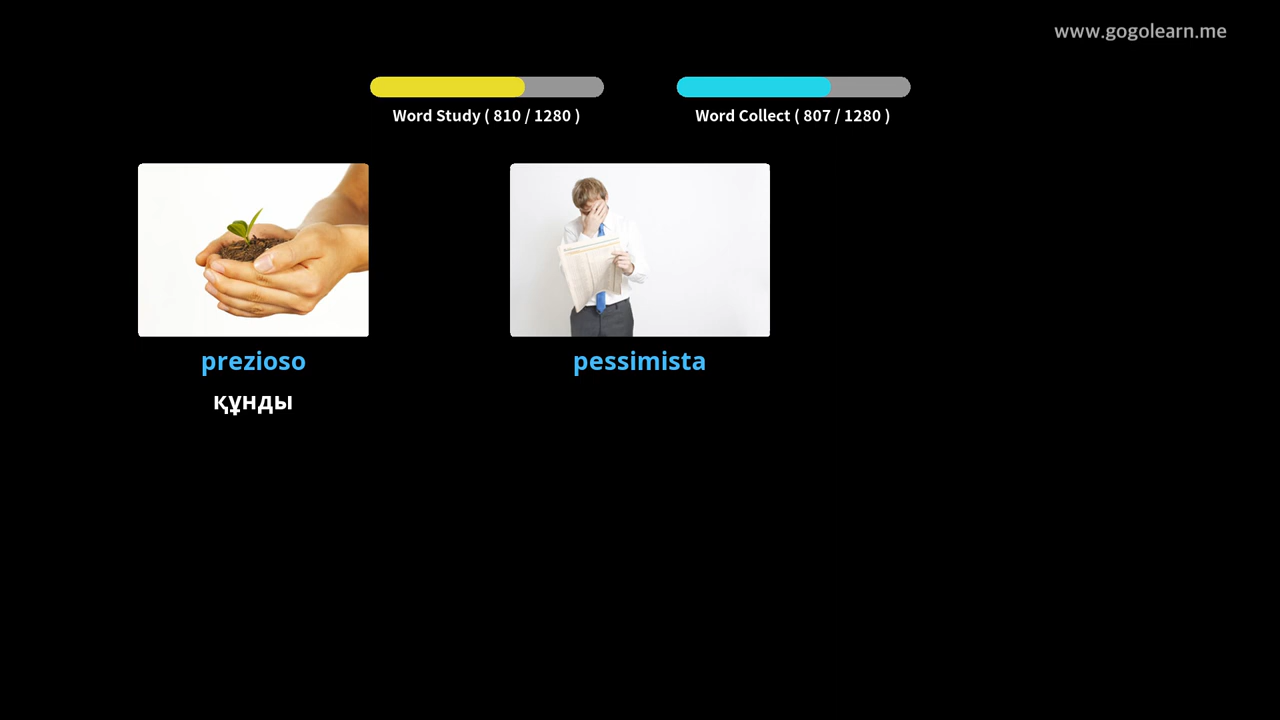 www.gogolearn.me
Word Study ( 810 / 1280 )
Word Collect ( 807 / 1280 )
prezioso
pessimista
құнды